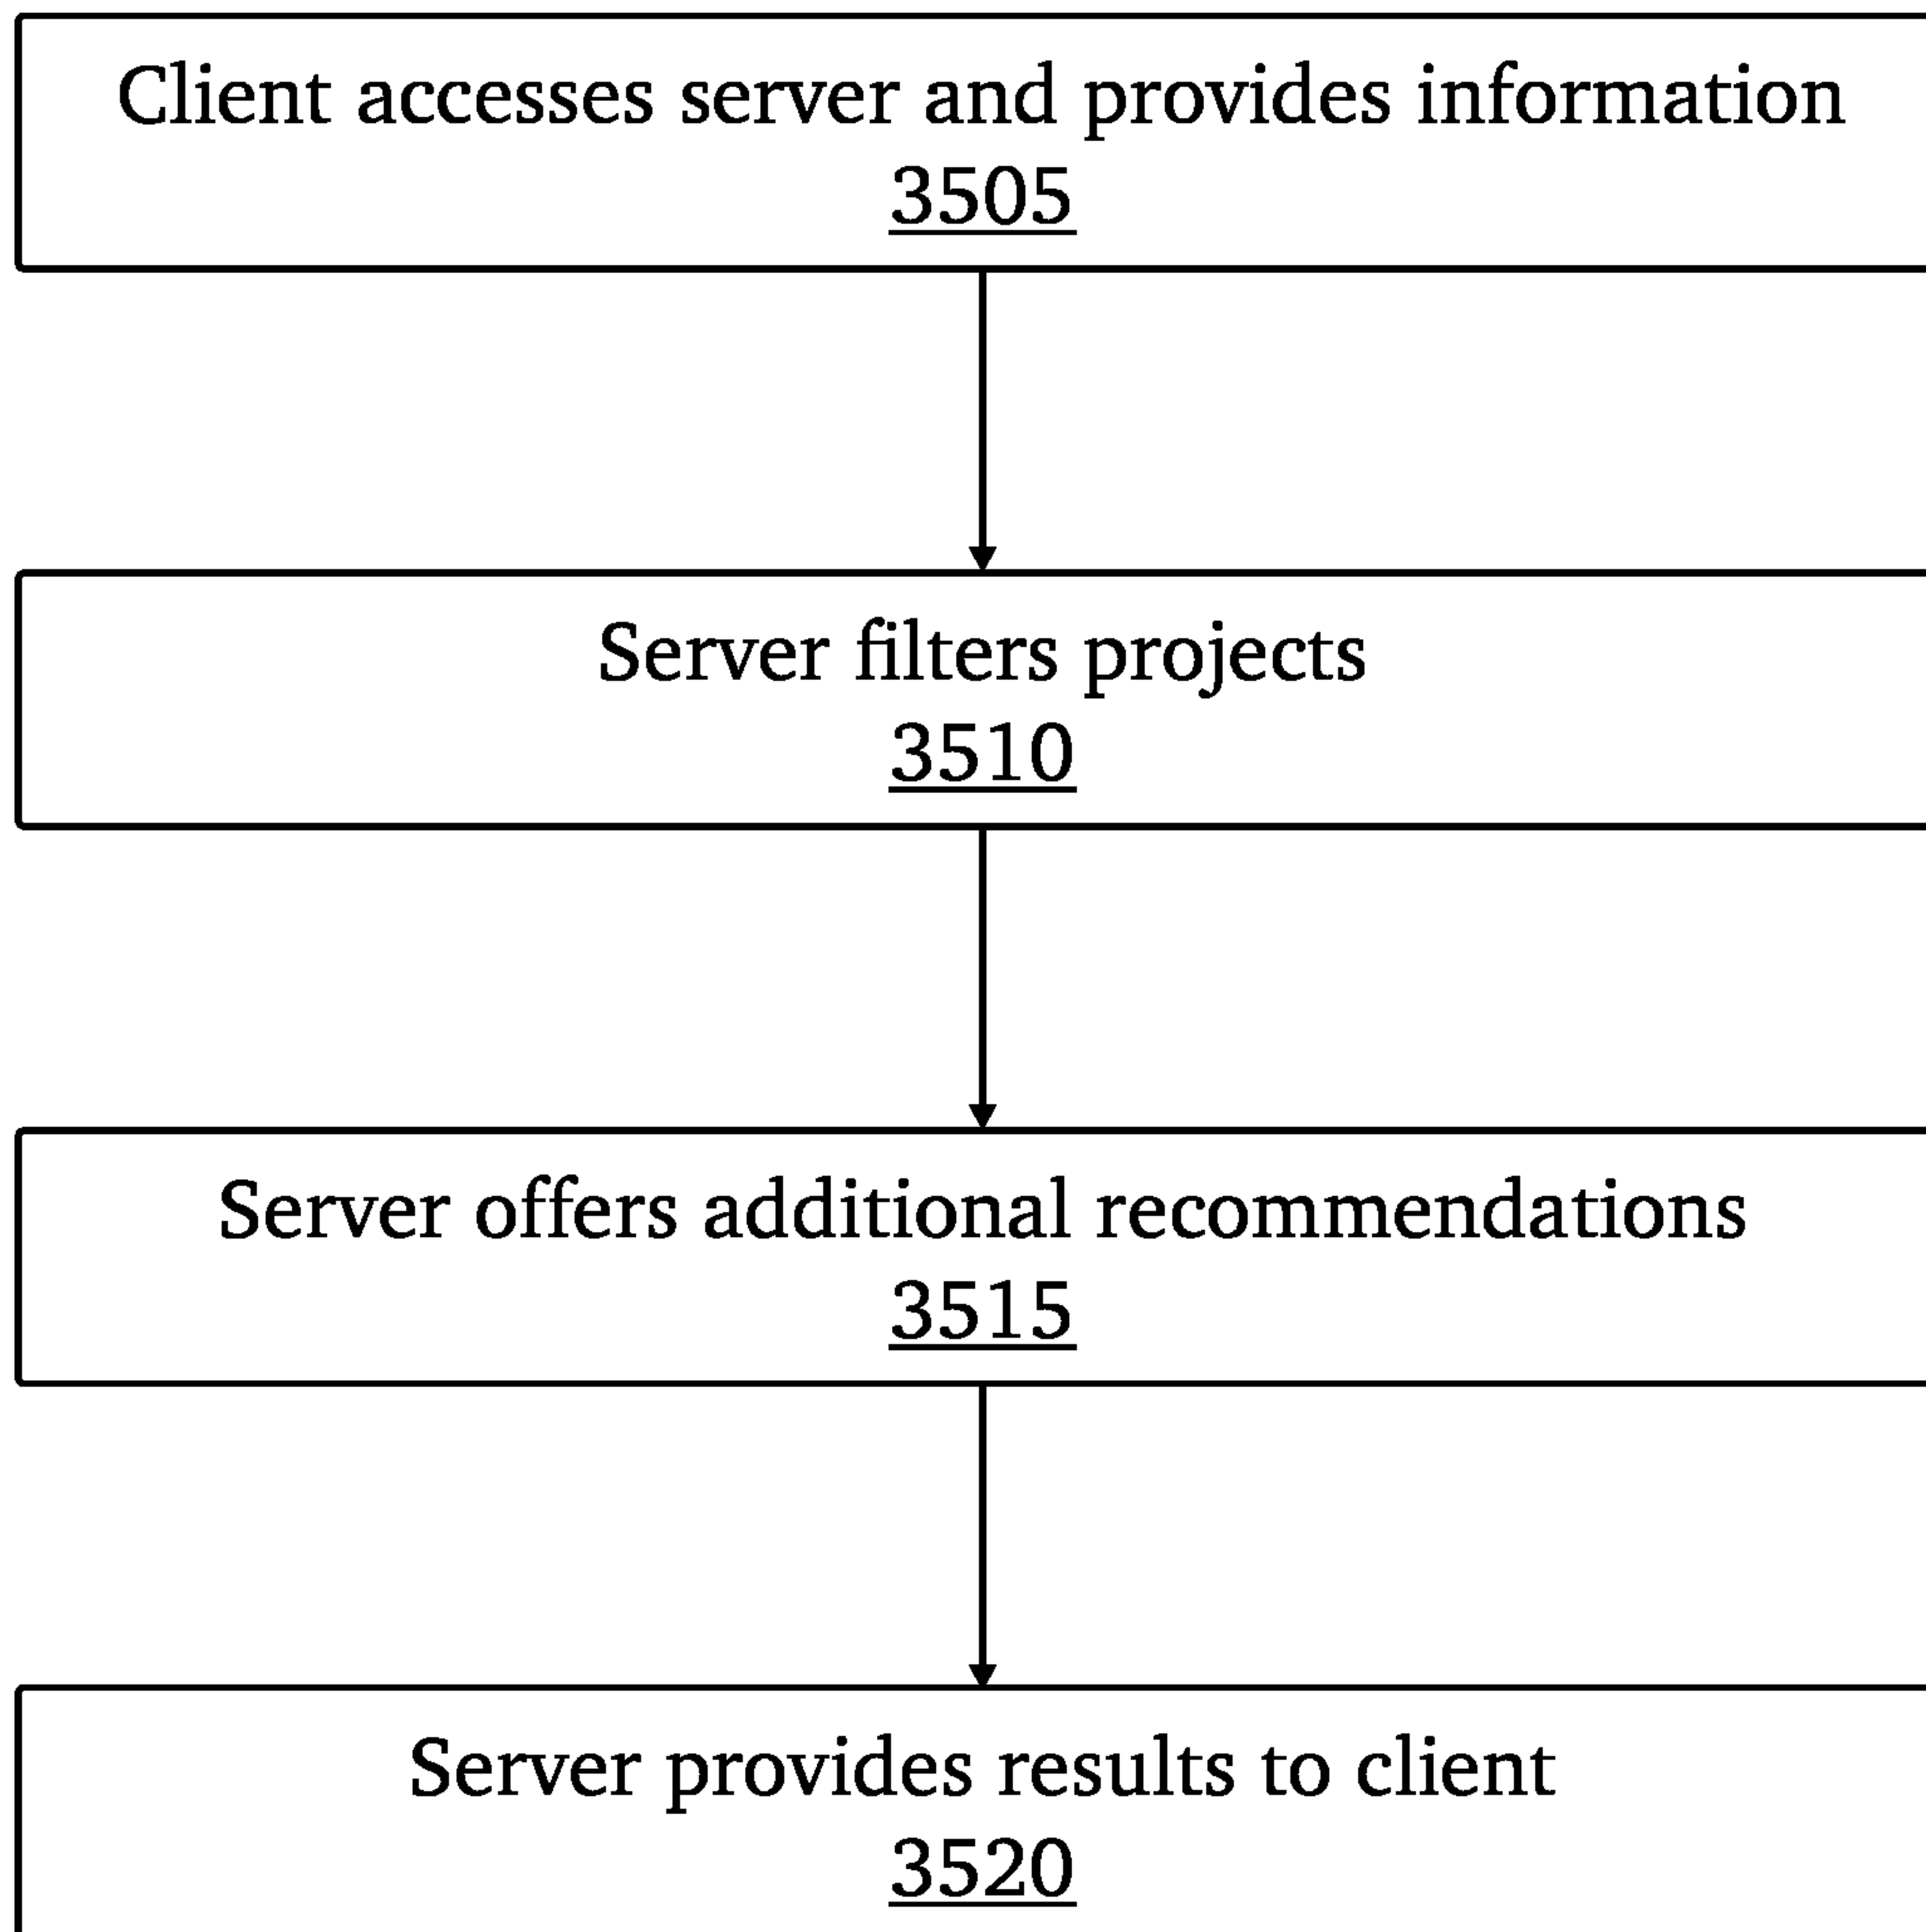 Client accesses server and provides information
3505
Server filters projects
3510
Server offers additional recommendations
3515
Server provides results to client
3520